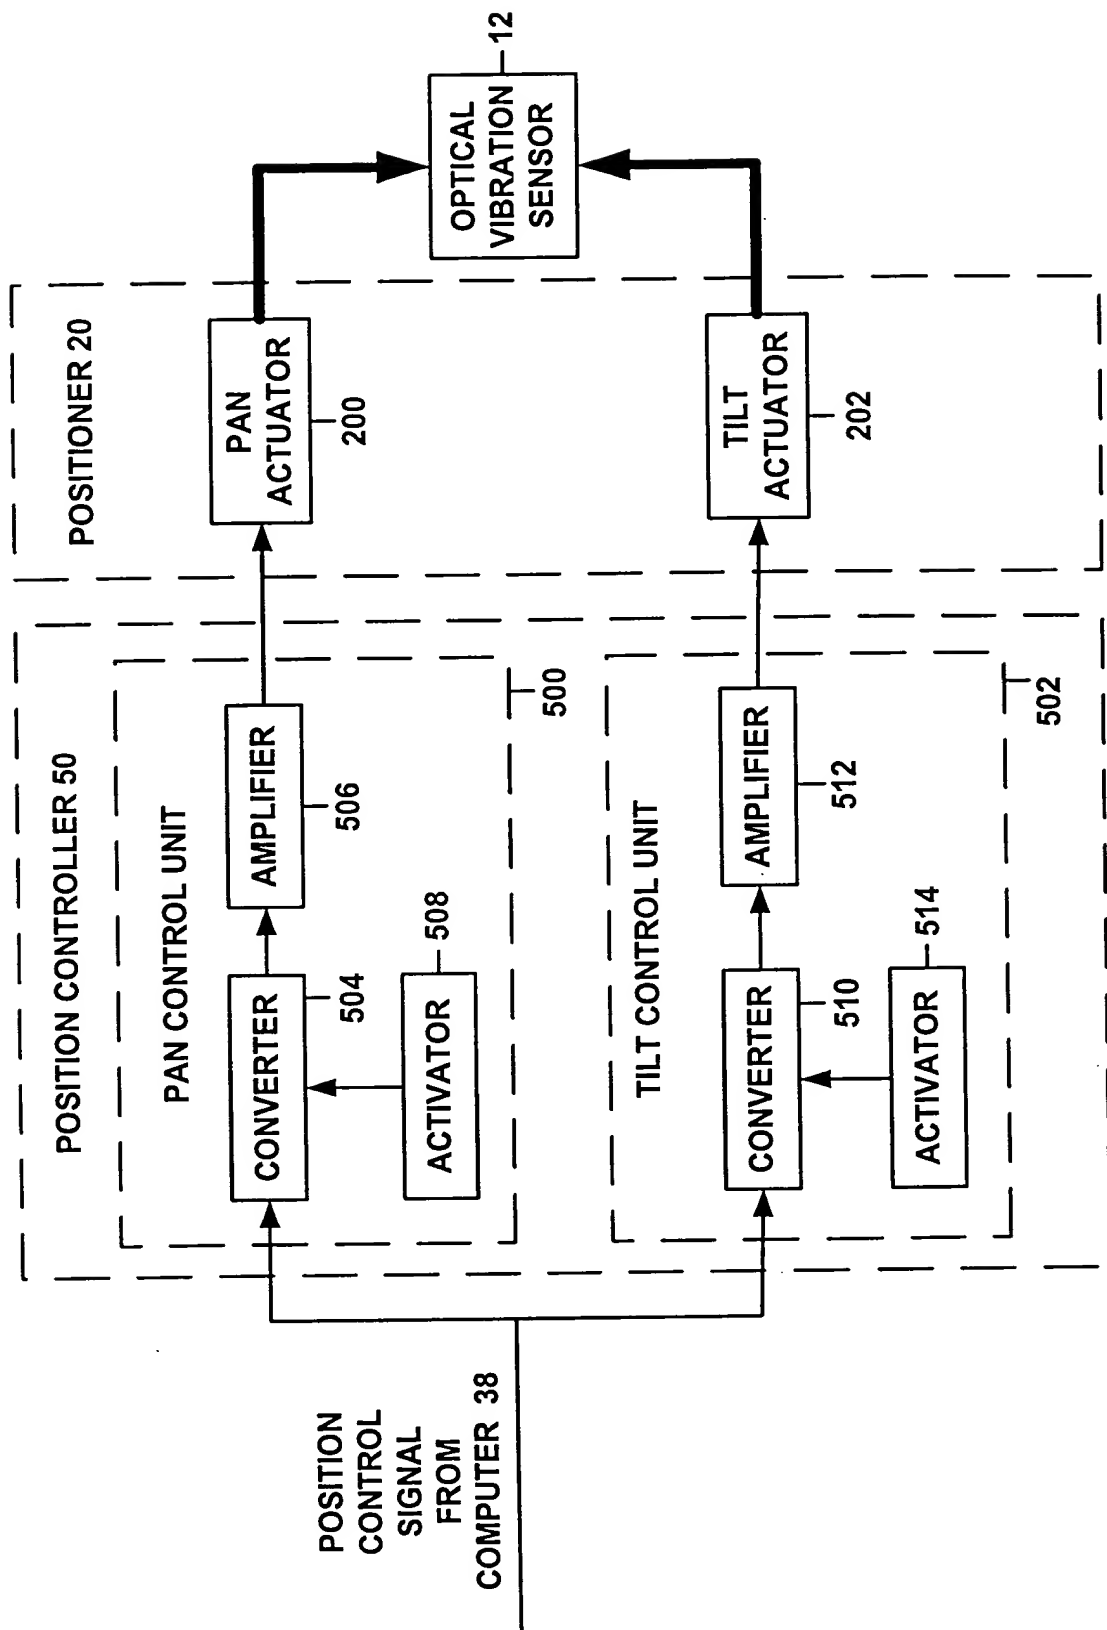 POSITION
CONTROL
SIGNAL
FROM
COMPUTER 38
POSITION CONTROLLER 50
PAN CONTROL UNIT
CONVERTER
504
AMPLIFIER
506
ACTIVATOR
508
500
TILT CONTROL UNIT
CONVERTER
510
AMPLIFIER
512
ACTIVATOR
514
502
POSITIONER 20
PAN
ACTUATOR
200
TILT
ACTUATOR
202
OPTICAL
VIBRATION
SENSOR
12